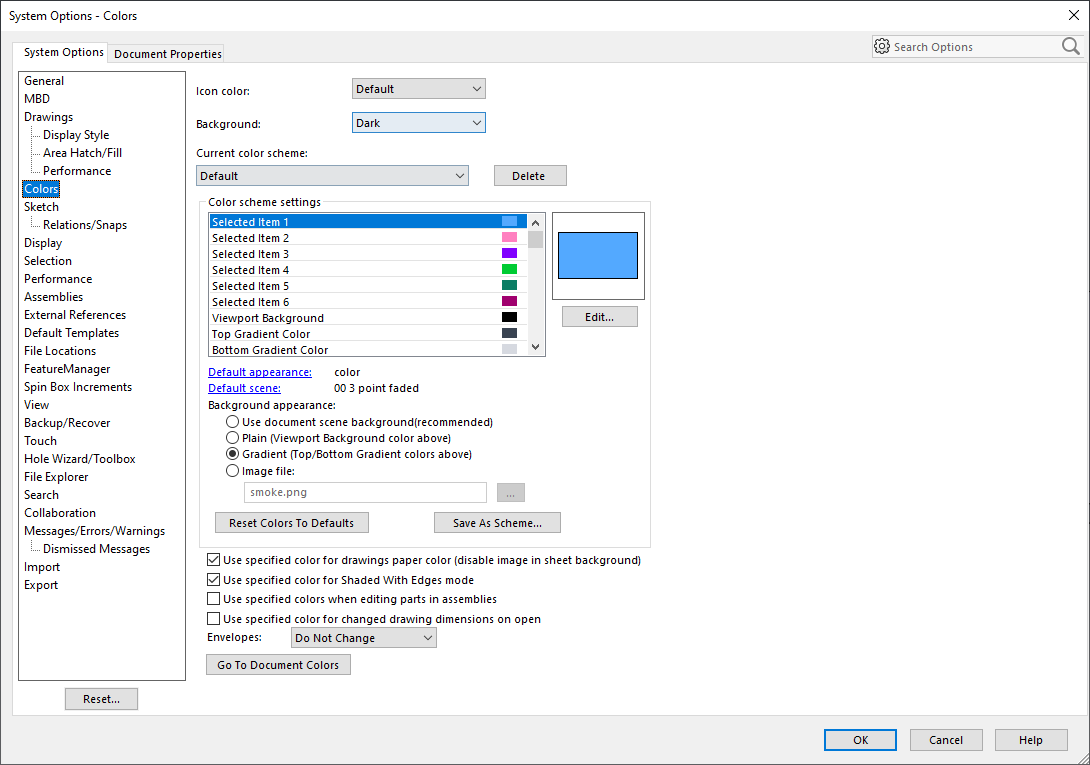 System Options - Colors
System Options
Document Properties
Search Options
General
MBD
Drawings
Display Style
Area Hatch/Fill
Performance
Colors
Sketch
Relations/Snaps
Display
Selection
Performance
Assemblies
External References
Default Templates
File Locations
FeatureManager
Spin Box Increments
View
Backup/Recover
Touch
Hole Wizard/Toolbox
File Explorer
Search
Collaboration
Messages/Errors/Warnings
Dismissed Messages
Import
Export
Reset...
Icon color: Default
Background: Dark
Current color scheme:
Default Delete
Color scheme settings
Selected Item 1
Selected Item 2
Selected Item 3
Selected Item 4
Selected Item 5
Selected Item 6
Viewport Background
Top Gradient Color
Bottom Gradient Color
Edit...
Default appearance: color
Default scene: 00 3 point faded
Background appearance:
Use document scene background(recommended)
Plain (Viewport Background color above)
Gradient (Top/Bottom Gradient colors above)
Image file:
smoke.png ...
Reset Colors To Defaults Save As Scheme...
Use specified color for drawings paper color (disable image in sheet background)
Use specified color for Shaded With Edges mode
Use specified colors when editing parts in assemblies
Use specified color for changed drawing dimensions on open
Envelopes: Do Not Change
Go To Document Colors
OK Cancel Help